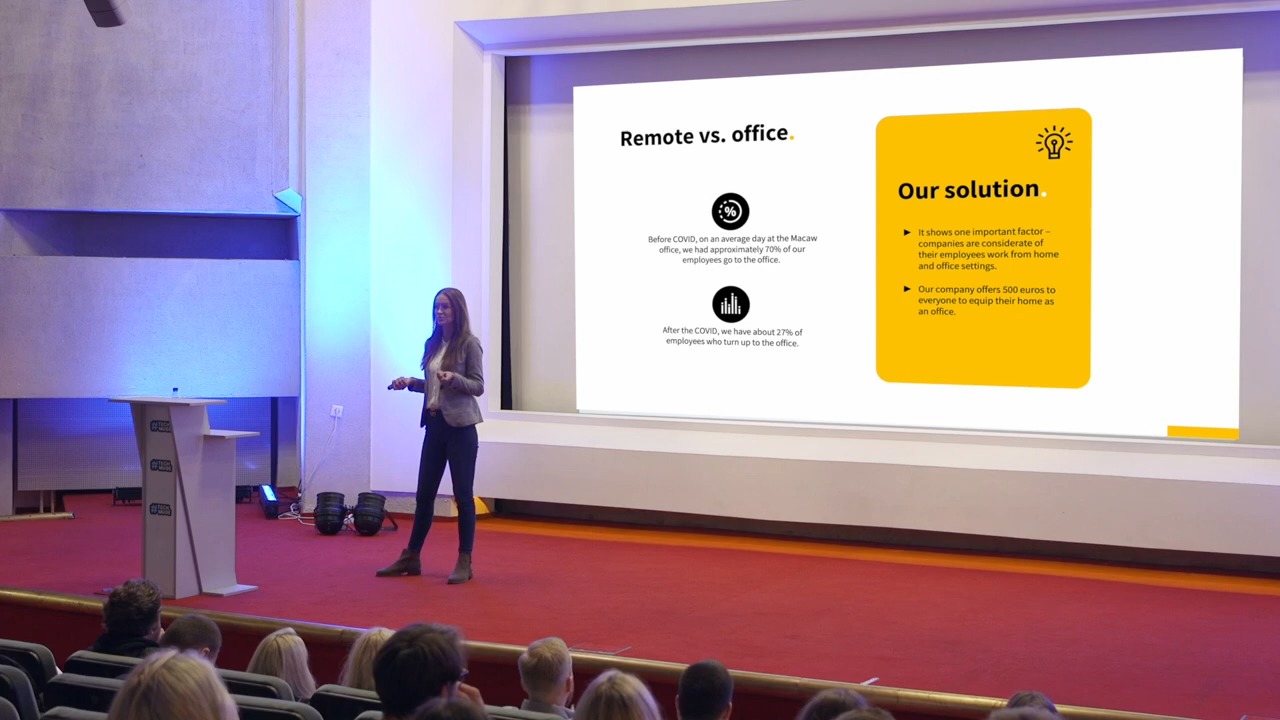 Remote vs. office.
%
Before COVID, on an average day at the Macaw
office, we had approximately 70% of our
employees go to the office.
After the COVID, we have about 27% of
employees who turn up to the office.
Our solution.
► It shows one important factor –
companies are considerate of
their employees work from home
and office settings.
► Our company offers 500 euros to
everyone to equip their home as
an office.